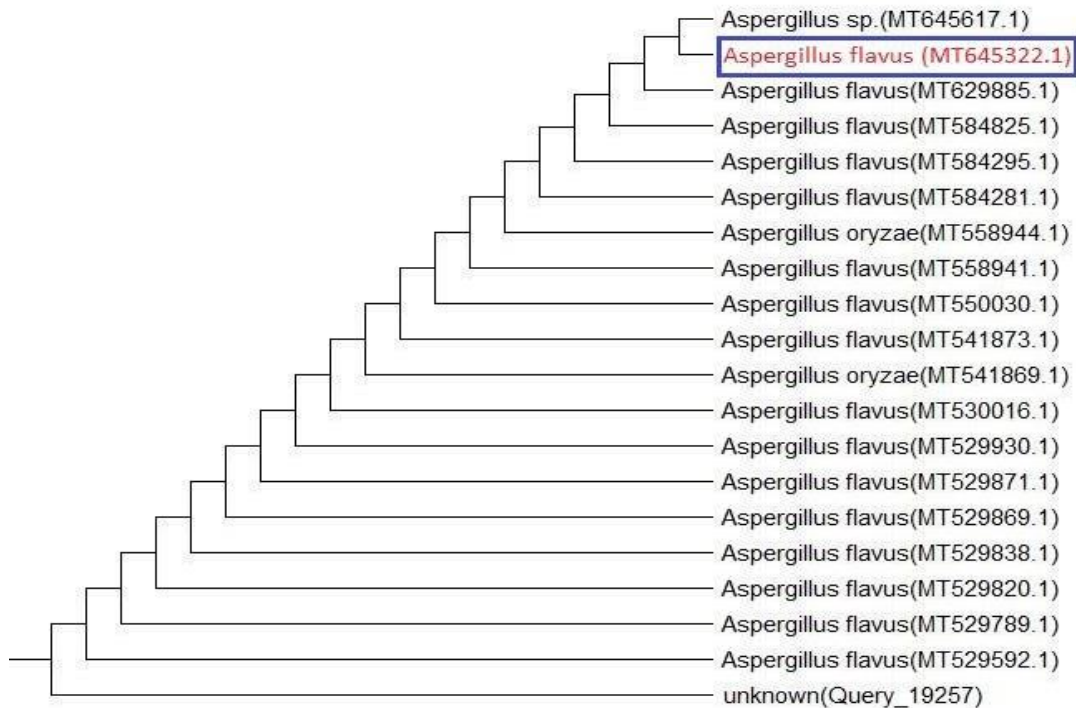 Aspergillus sp.(MT645617.1)
Aspergillus flavus (MT645322.1)
Aspergillus flavus(MT629885.1)
Aspergillus flavus(MT584825.1)
Aspergillus flavus(MT584295.1)
Aspergillus flavus(MT584281.1)
Aspergillus oryzae(MT558944.1)
Aspergillus flavus(MT558941.1)
Aspergillus flavus(MT550030.1)
Aspergillus flavus(MT541873.1)
Aspergillus oryzae(MT541869.1)
Aspergillus flavus(MT530016.1)
Aspergillus flavus(MT529930.1)
Aspergillus flavus(MT529871.1)
Aspergillus flavus(MT529869.1)
Aspergillus flavus(MT529838.1)
Aspergillus flavus(MT529820.1)
Aspergillus flavus(MT529789.1)
Aspergillus flavus(MT529592.1)
unknown(Query_19257)